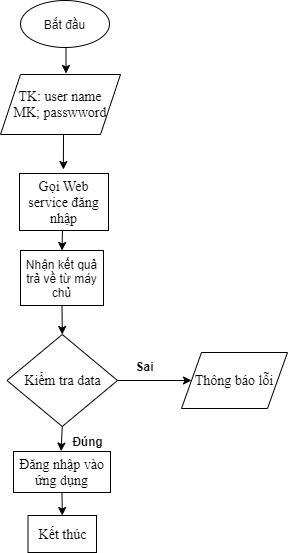 Bắt đầu
TK: user name
MK; passwword
Gọi Web
service đăng
nhập
Nhận kết quả
trả về từ máy
chủ
Kiểm tra data
Sai
Thông báo lỗi
Đúng
Đăng nhập vào
ứng dụng
Kết thúc